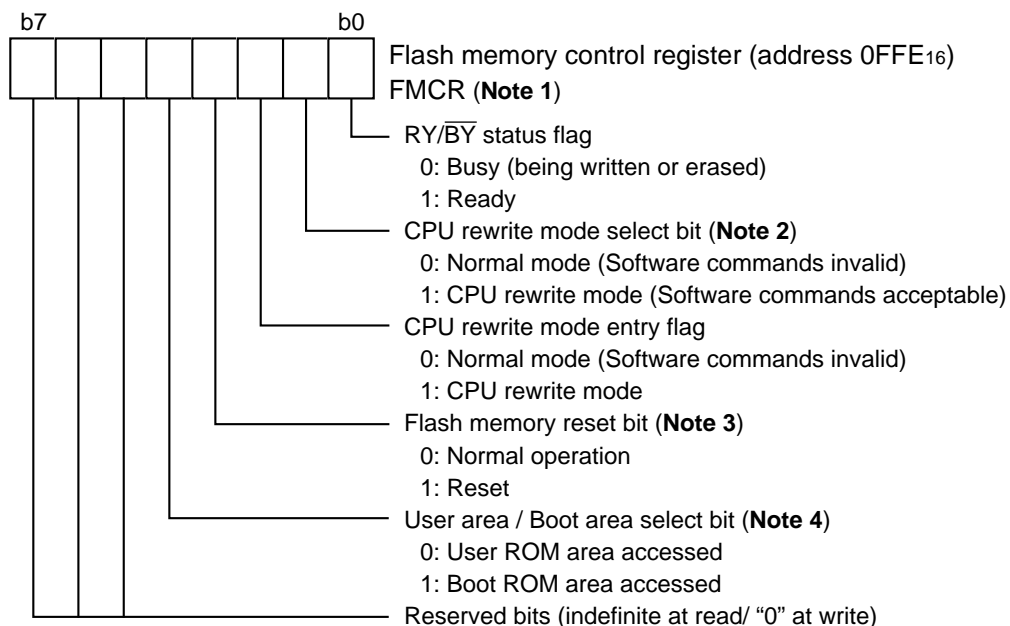 b7 b0
Flash memory control register (address 0FFE16)
FMCR (Note 1)
RY/B̅Y̅ status flag
0: Busy (being written or erased)
1: Ready
CPU rewrite mode select bit (Note 2)
0: Normal mode (Software commands invalid)
1: CPU rewrite mode (Software commands acceptable)
CPU rewrite mode entry flag
0: Normal mode (Software commands invalid)
1: CPU rewrite mode
Flash memory reset bit (Note 3)
0: Normal operation
1: Reset
User area / Boot area select bit (Note 4)
0: User ROM area accessed
1: Boot ROM area accessed
Reserved bits (indefinite at read/ “0” at write)